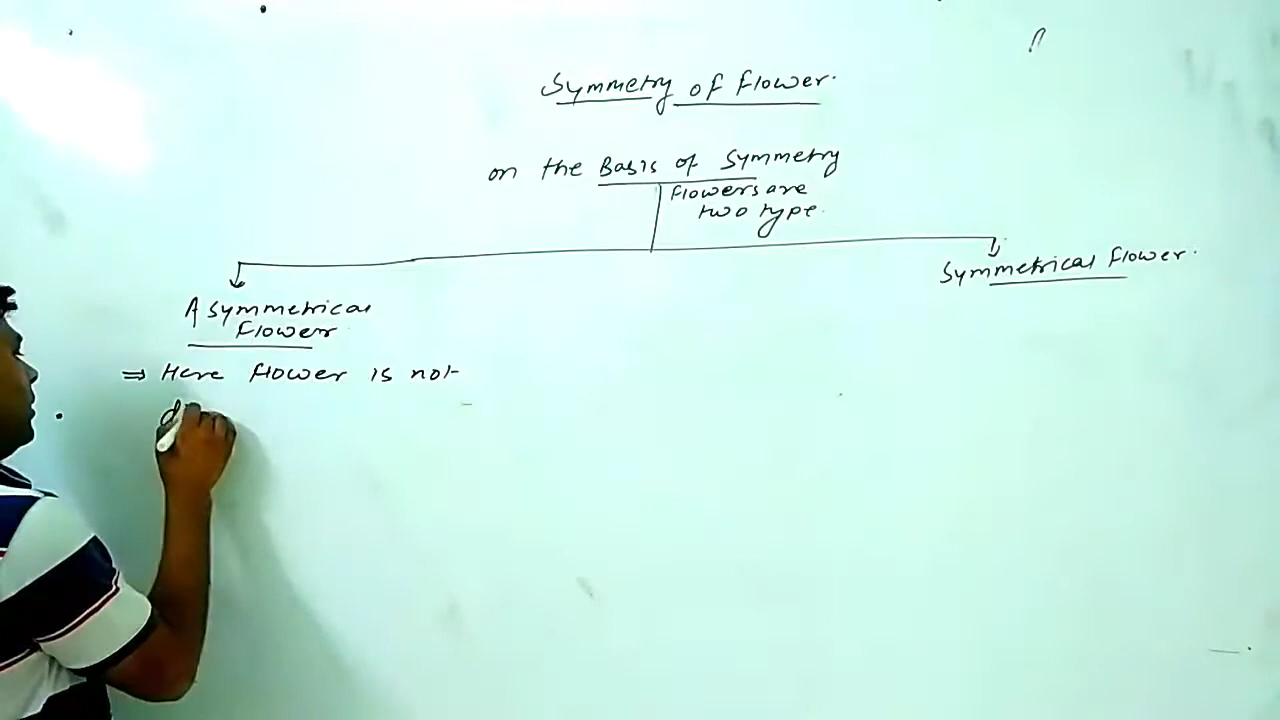 Symmetry of Flower.
on the Basis of Symmetry
Flowers are
two type.
Asymmetrical
Flower
Symmetrical Flower.
⇒ Here flower is not